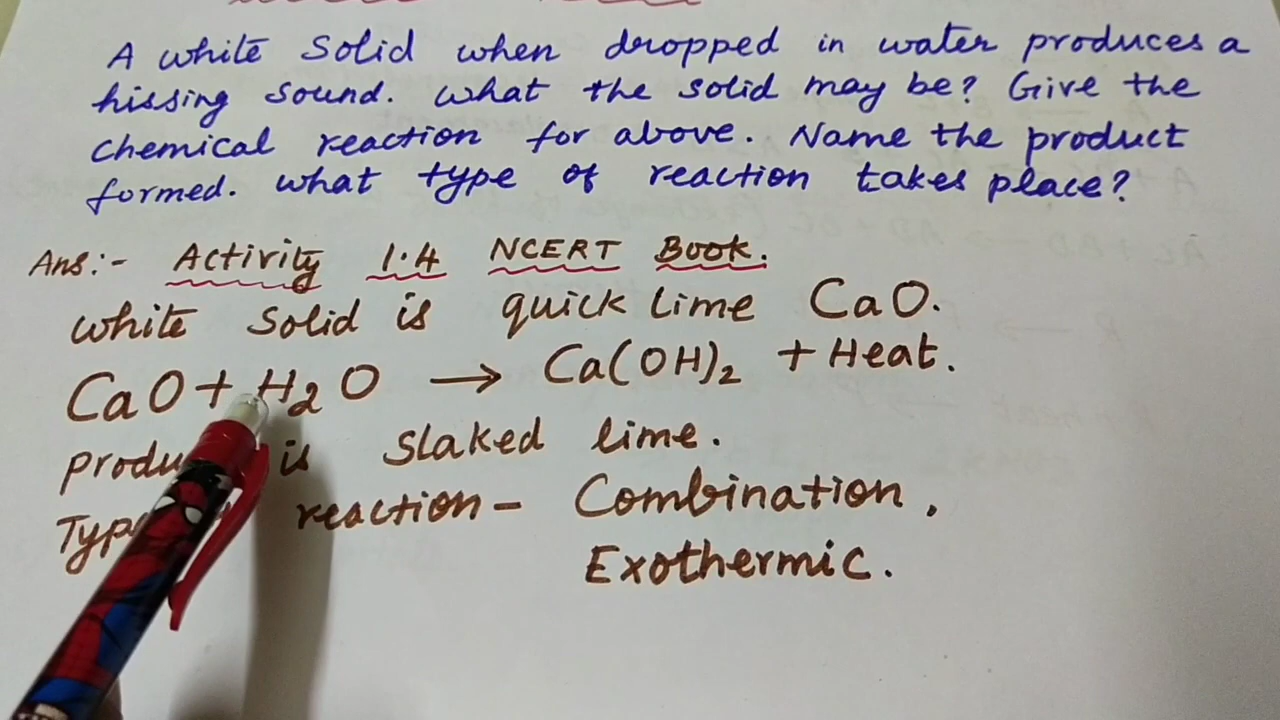 A white Solid when dropped in water produces a
hissing sound. what the solid may be? Give the
chemical reaction for above. Name the product
formed. what type of reaction takes place?
Ans:- Activity 1.4 NCERT Book.
white Solid is quick lime CaO.
CaO + H2O → Ca(OH)2 + Heat.
produ is slaked lime.
Type reaction - Combination,
Exothermic.